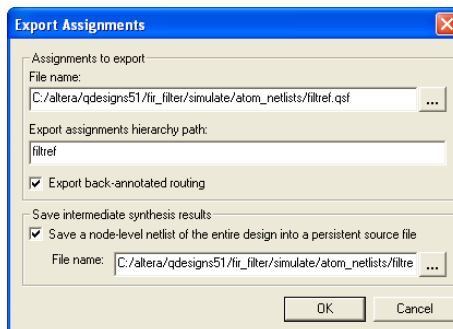 Export Assignments
Assignments to export
File name:
C:/altera/qdesigns51/fir_filter/simulate/atom_netlists/filtref.qsf
...
Export assignments hierarchy path:
filtref
Export back-annotated routing
Save intermediate synthesis results
Save a node-level netlist of the entire design into a persistent source file
File name: C:/altera/qdesigns51/fir_filter/simulate/atom_netlists/filtre ...
OK Cancel